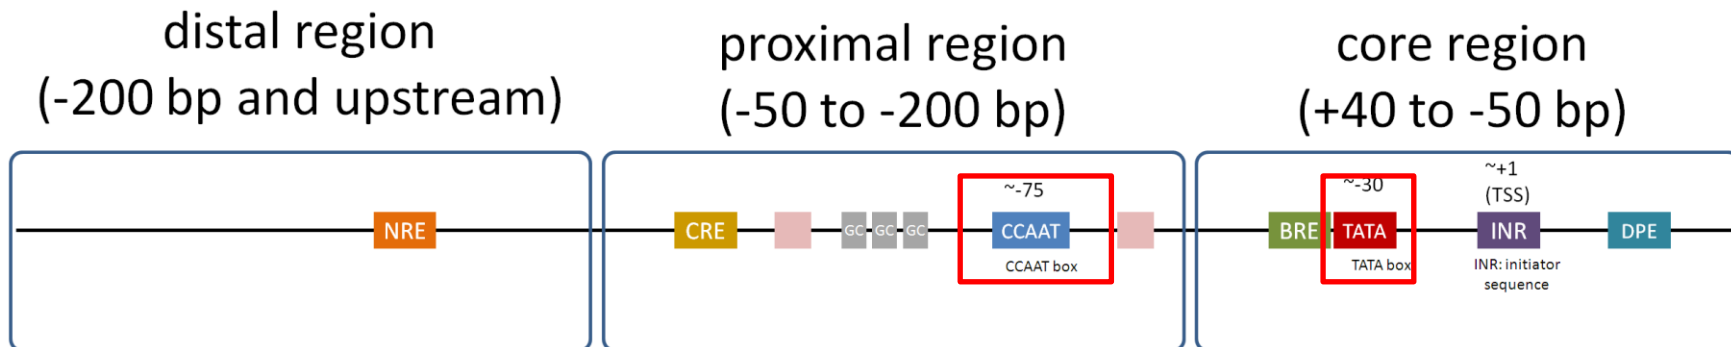 distal region
(-200 bp and upstream)
proximal region
(-50 to -200 bp)
core region
(+40 to -50 bp)
NRE
CRE
GC GC GC
~-75
CCAAT
CCAAT box
BRE
~-30
TATA
TATA box
~+1
(TSS)
INR
INR: initiator
sequence
DPE